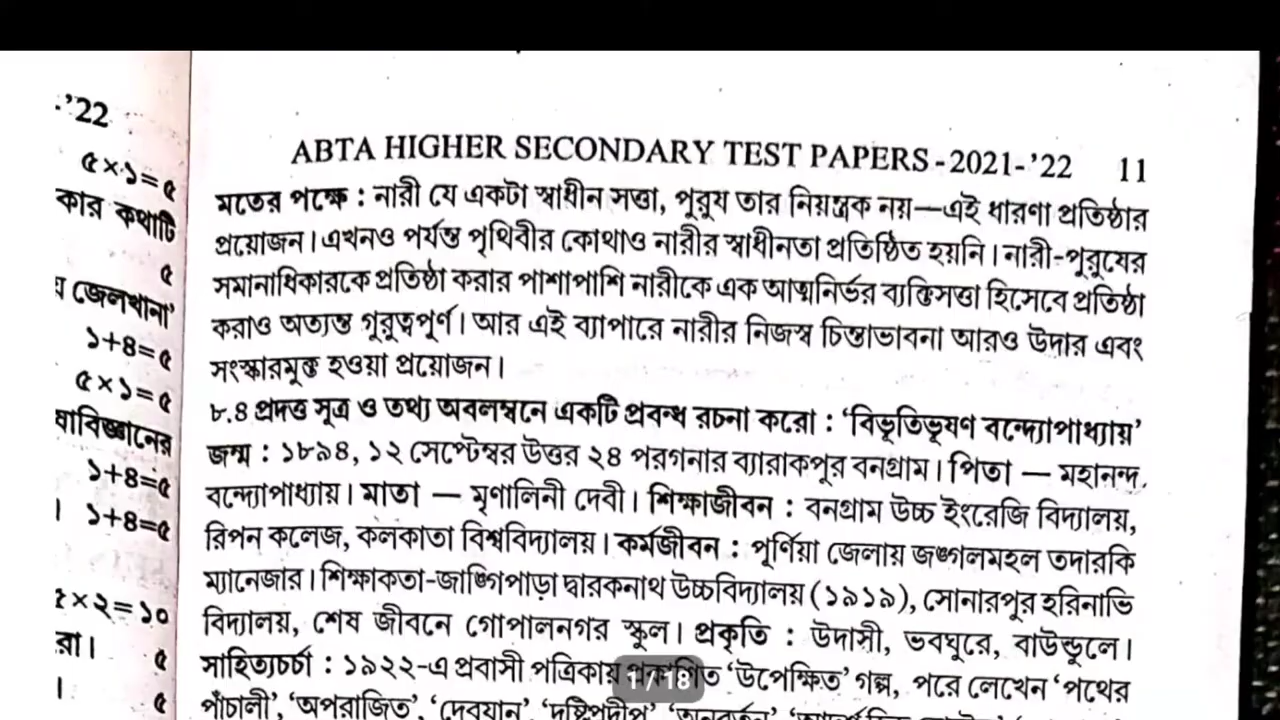 -'22
৫×১=৫
কার কথাটি
৫
য় জেলখানা'
১+৪=৫
৫×১=৫
ষাবিজ্ঞানের
১+৪=৫
। ১+৪=৫
৫×২=১০
রা। ৫
। ৫
ABTA HIGHER SECONDARY TEST PAPERS - 2021-'22 11
মতের পক্ষে : নারী যে একটা স্বাধীন সত্তা, পুরুষ তার নিয়ন্ত্রক নয়—এই ধারণা প্রতিষ্ঠার
প্রয়োজন। এখনও পর্যন্ত পৃথিবীর কোথাও নারীর স্বাধীনতা প্রতিষ্ঠিত হয়নি। নারী-পুরুষের
সমানাধিকারকে প্রতিষ্ঠা করার পাশাপাশি নারীকে এক আত্মনির্ভর ব্যক্তিসত্তা হিসেবে প্রতিষ্ঠা
করাও অত্যন্ত গুরুত্বপূর্ণ। আর এই ব্যাপারে নারীর নিজস্ব চিন্তাভাবনা আরও উদার এবং
সংস্কারমুক্ত হওয়া প্রয়োজন।
৮.৪ প্রদত্ত সূত্র ও তথ্য অবলম্বনে একটি প্রবন্ধ রচনা করো : 'বিভূতিভূষণ বন্দ্যোপাধ্যায়'
জন্ম : ১৮৯৪, ১২ সেপ্টেম্বর উত্তর ২৪ পরগনার ব্যারাকপুর বনগ্রাম। পিতা — মহানন্দ
বন্দ্যোপাধ্যায়। মাতা — মৃণালিনী দেবী। শিক্ষাজীবন : বনগ্রাম উচ্চ ইংরেজি বিদ্যালয়,
রিপন কলেজ, কলকাতা বিশ্ববিদ্যালয়। কর্মজীবন : পূর্ণিয়া জেলায় জঙ্গলমহল তদারকি
ম্যানেজার। শিক্ষাকতা-জাঙ্গিপাড়া দ্বারকনাথ উচ্চবিদ্যালয় (১৯১৯), সোনারপুর হরিনাভি
বিদ্যালয়, শেষ জীবনে গোপালনগর স্কুল। প্রকৃতি : উদাসী, ভবঘুরে, বাউন্ডুলে।
সাহিত্যচর্চা : ১৯২২-এ প্রবাসী পত্রিকায় প্রকাশিত 'উপেক্ষিত' গল্প, পরে লেখেন 'পথের
পাঁচালী', 'অপরাজিত', 'দেবযান', 'দৃষ্টিপ্রদীপ', 'অনুবর্তন',
1 / 18